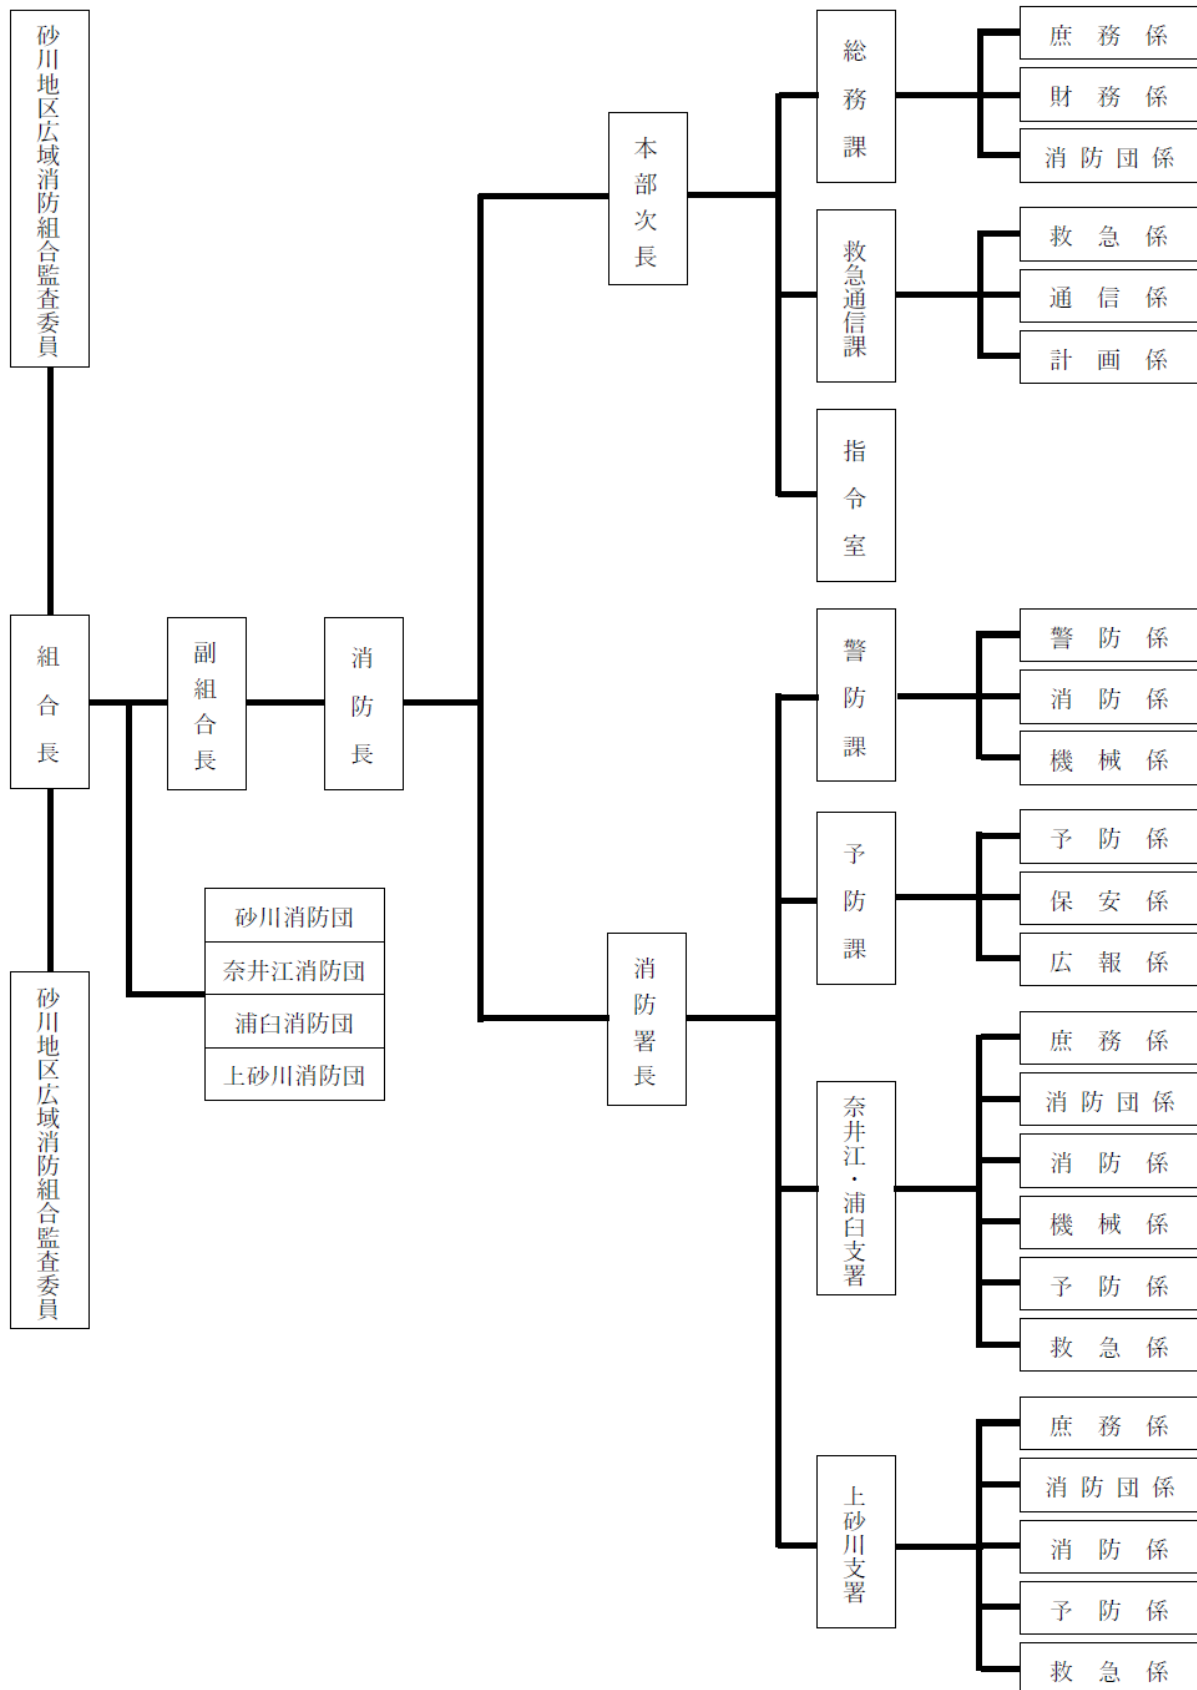 砂川地区広域消防組合監査委員
組合長
砂川地区広域消防組合監査委員
副組合長
消防長
砂川消防団
奈井江消防団
浦臼消防団
上砂川消防団
本部次長
総務課
庶務係
財務係
消防団係
救急通信課
救急係
通信係
計画係
指令室
消防署長
警防課
警防係
消防係
機械係
予防課
予防係
保安係
広報係
奈井江・浦臼支署
庶務係
消防団係
消防係
機械係
予防係
救急係
上砂川支署
庶務係
消防団係
消防係
予防係
救急係